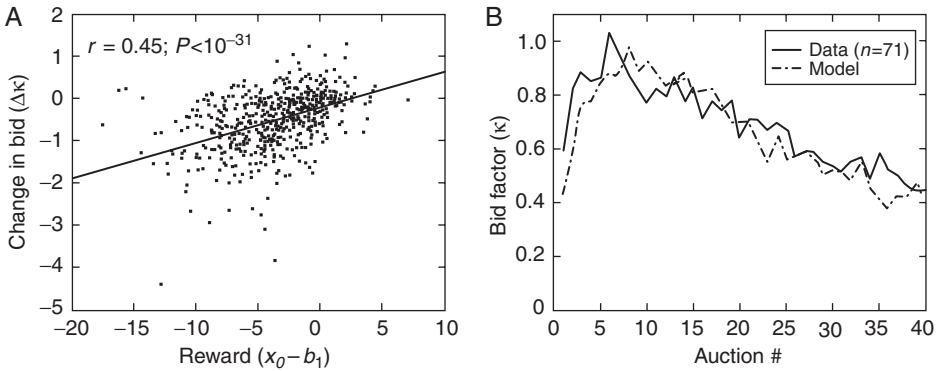 A
r = 0.45; P<10⁻³¹
2
1
0
–1
–2
–3
–4
–5
Change in bid (Δκ)
–20 –15 –10 –5 0 5 10
Reward (x₀–b₁)
B
Data (n=71)
Model
1.0
0.8
0.6
0.4
0.2
0
Bid factor (κ)
0 5 10 15 20 25 30 35 40
Auction #